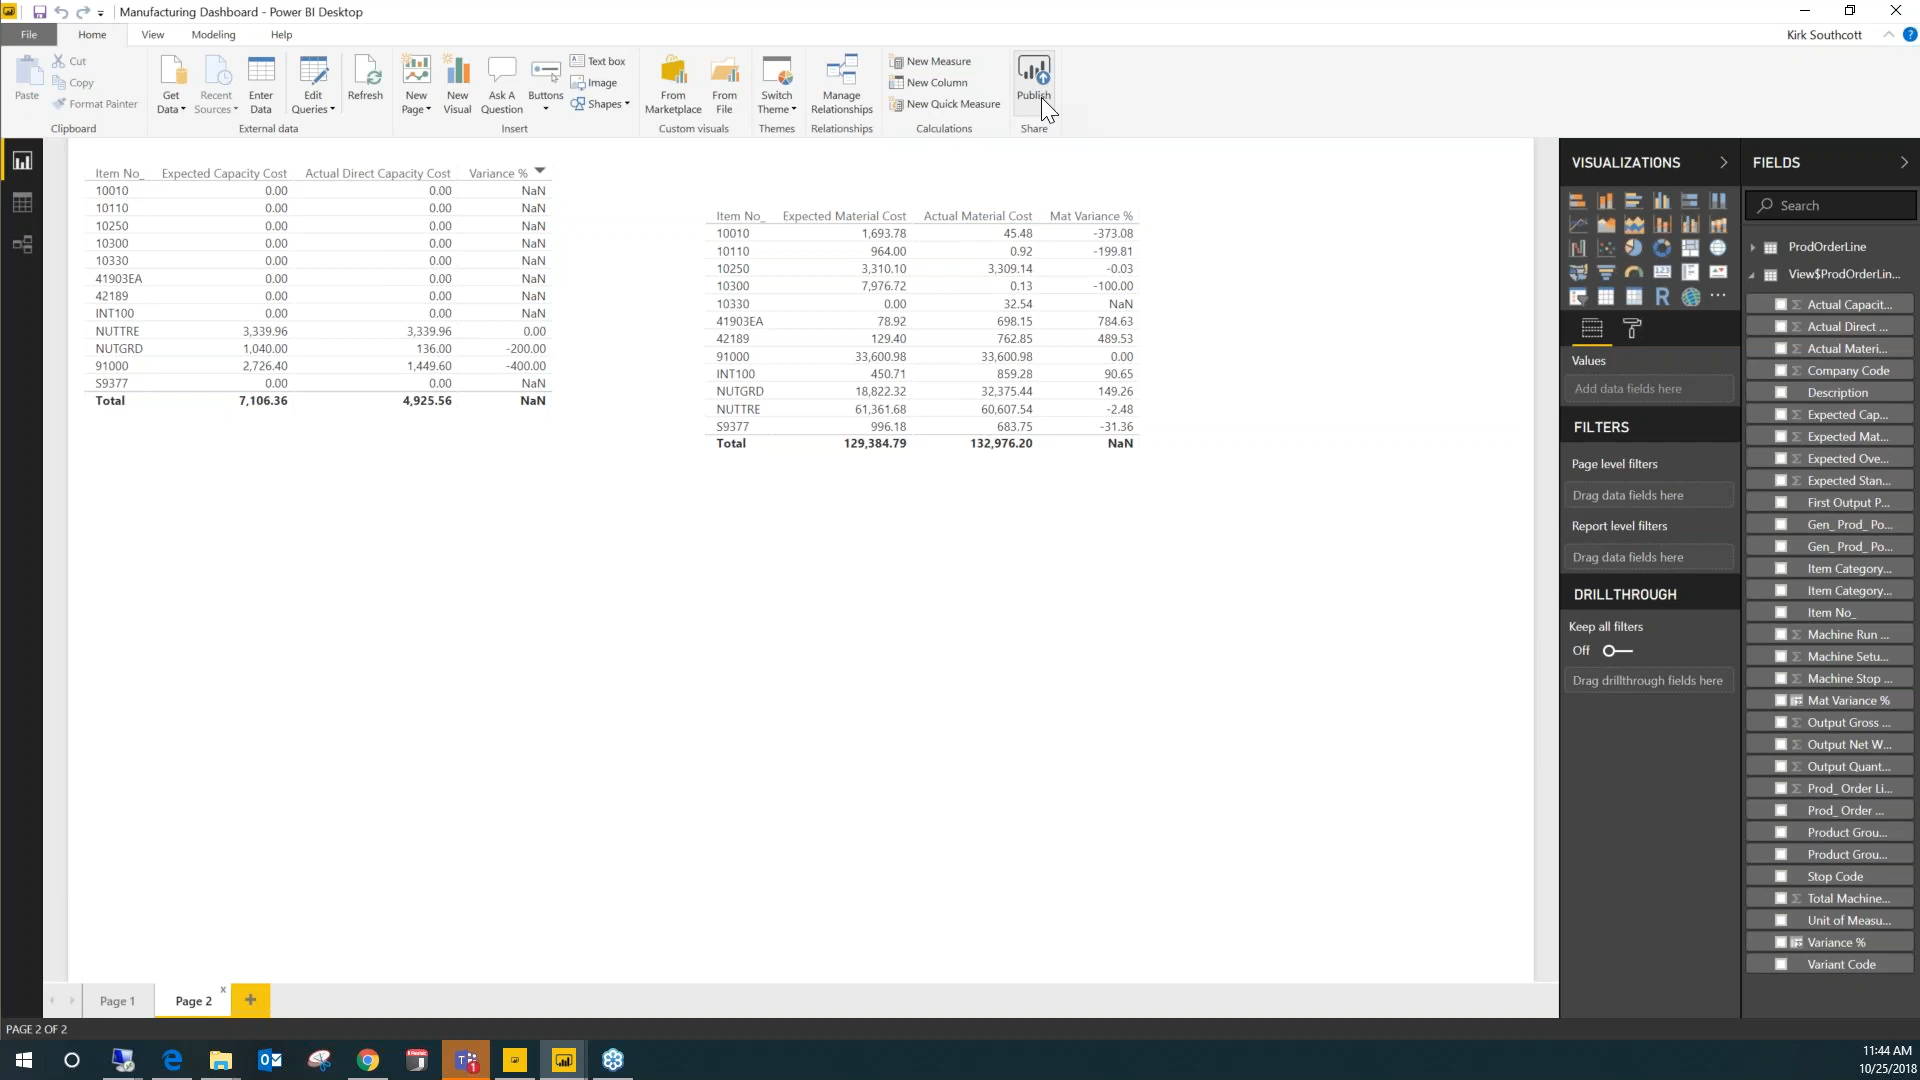 Manufacturing Dashboard - Power BI Desktop
File Home View Modeling Help Kirk Southcott ?
Paste
Cut
Copy
Format Painter
Clipboard
Get Data
Recent Sources
Enter Data
Edit Queries
Refresh
External data
New Page
New Visual
Ask A Question
Buttons
Text box
Image
Shapes
Insert
From Marketplace
From File
Custom visuals
Switch Theme
Themes
Manage Relationships
Relationships
New Measure
New Column
New Quick Measure
Calculations
Publish
Share
Item No_ Expected Capacity Cost Actual Direct Capacity Cost Variance %
10010 0.00 0.00 NaN
10110 0.00 0.00 NaN
10250 0.00 0.00 NaN
10300 0.00 0.00 NaN
10330 0.00 0.00 NaN
41903EA 0.00 0.00 NaN
42189 0.00 0.00 NaN
INT100 0.00 0.00 NaN
NUTTRE 3,339.96 3,339.96 0.00
NUTGRD 1,040.00 136.00 -200.00
91000 2,726.40 1,449.60 -400.00
S9377 0.00 0.00 NaN
Total 7,106.36 4,925.56 NaN
Item No_ Expected Material Cost Actual Material Cost Mat Variance %
10010 1,693.78 45.48 -373.08
10110 964.00 0.92 -199.81
10250 3,310.10 3,309.14 -0.03
10300 7,976.72 0.13 -100.00
10330 0.00 32.54 NaN
41903EA 78.92 698.15 784.63
42189 129.40 762.85 489.53
91000 33,600.98 33,600.98 0.00
INT100 450.71 859.28 90.65
NUTGRD 18,822.32 32,375.44 149.26
NUTTRE 61,361.68 60,607.54 -2.48
S9377 996.18 683.75 -31.36
Total 129,384.79 132,976.20 NaN
VISUALIZATIONS
R
Values
Add data fields here
FILTERS
Page level filters
Drag data fields here
Report level filters
Drag data fields here
DRILLTHROUGH
Keep all filters
Off
Drag drillthrough fields here
FIELDS
Search
ProdOrderLine
View$ProdOrderLin...
Actual Capacit...
Actual Direct ...
Actual Materi...
Company Code
Description
Expected Cap...
Expected Mat...
Expected Ove...
Expected Stan...
First Output P...
Gen_ Prod_ Po...
Gen_ Prod_ Po...
Item Category...
Item Category...
Item No_
Machine Run ...
Machine Setu...
Machine Stop ...
Mat Variance %
Output Gross ...
Output Net W...
Output Quant...
Prod_ Order Li...
Prod_ Order ...
Product Grou...
Product Grou...
Stop Code
Total Machine...
Unit of Measu...
Variance %
Variant Code
Page 1 Page 2 x +
PAGE 2 OF 2
11:44 AM
10/25/2018